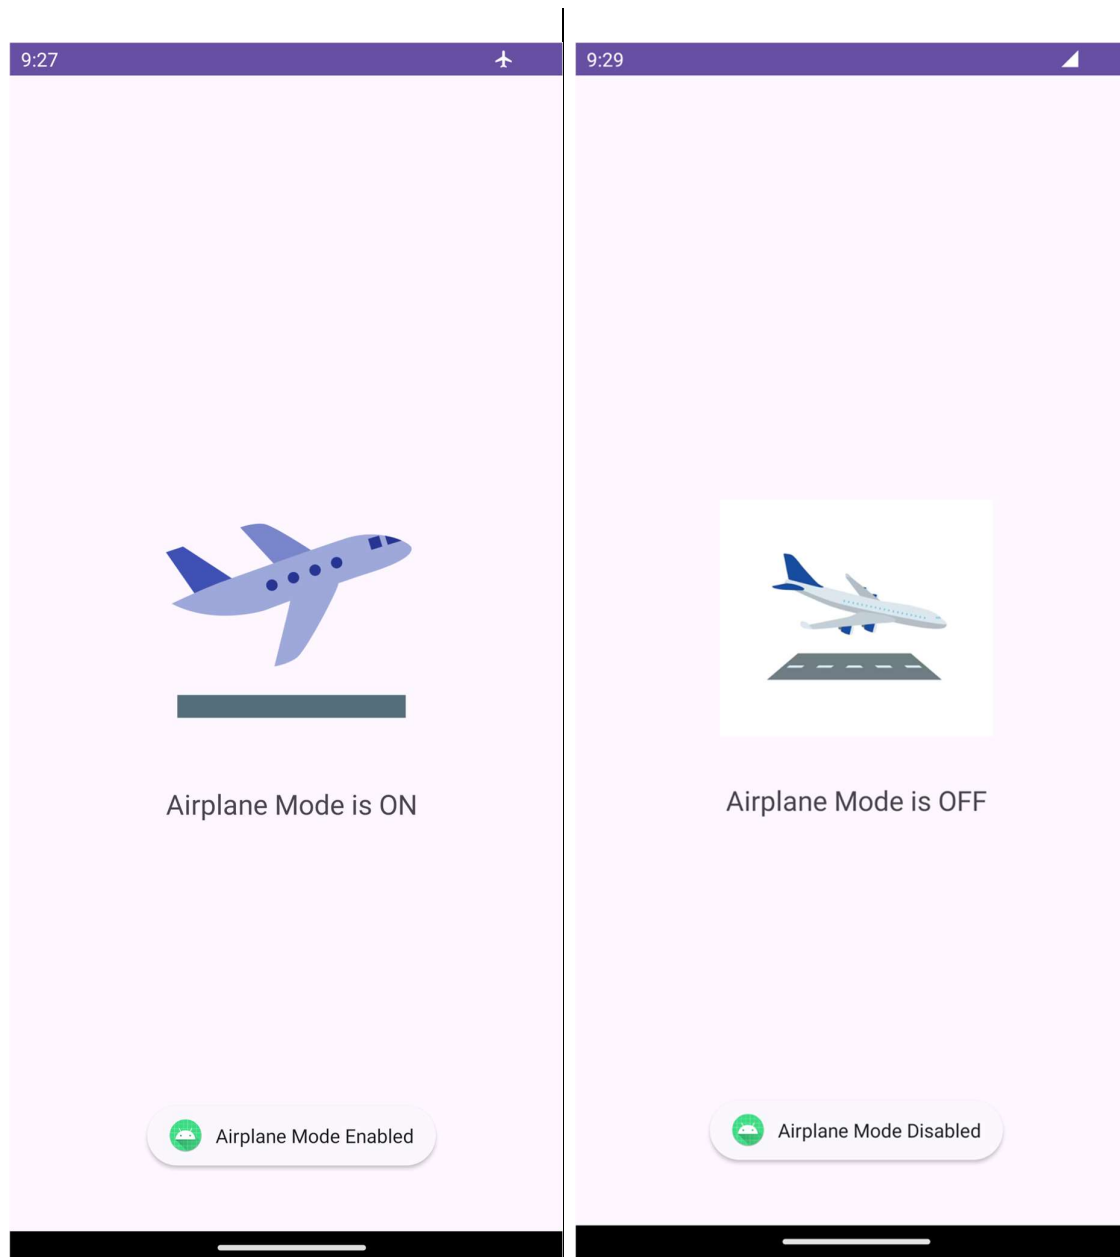 9:27
Airplane Mode is ON
Airplane Mode Enabled
9:29
Airplane Mode is OFF
Airplane Mode Disabled